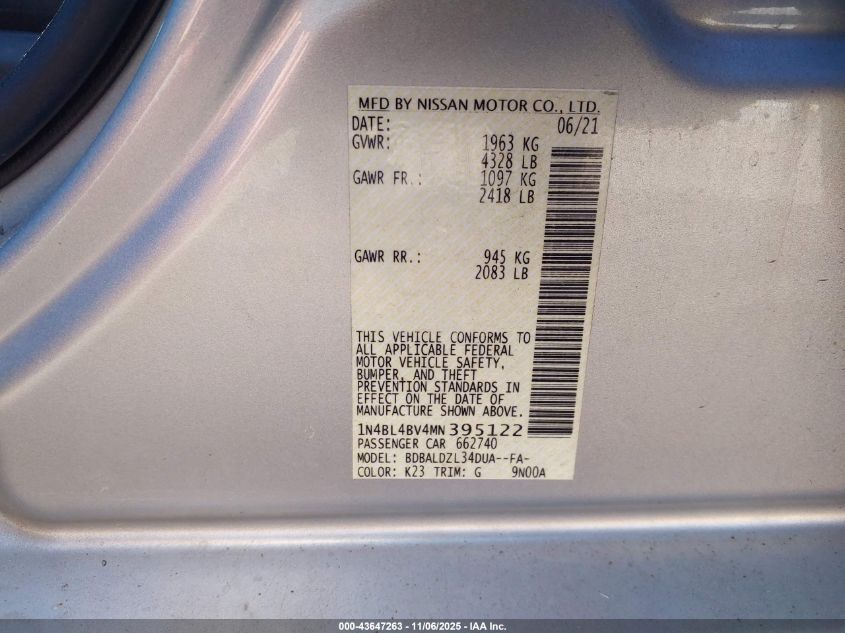 MFD BY NISSAN MOTOR CO., LTD.
DATE: 06/21
GVWR: 1963 KG
4328 LB
GAWR FR.: 1097 KG
2418 LB
GAWR RR.: 945 KG
2083 LB
THIS VEHICLE CONFORMS TO
ALL APPLICABLE FEDERAL
MOTOR VEHICLE SAFETY,
BUMPER, AND THEFT
PREVENTION STANDARDS IN
EFFECT ON THE DATE OF
MANUFACTURE SHOWN ABOVE.
1N4BL4BV4MN395122
PASSENGER CAR 662740
MODEL: BDBALDZL34DUA--FA-
COLOR: K23 TRIM: G 9N00A
000-43647263 - 11/06/2025 - IAA Inc.